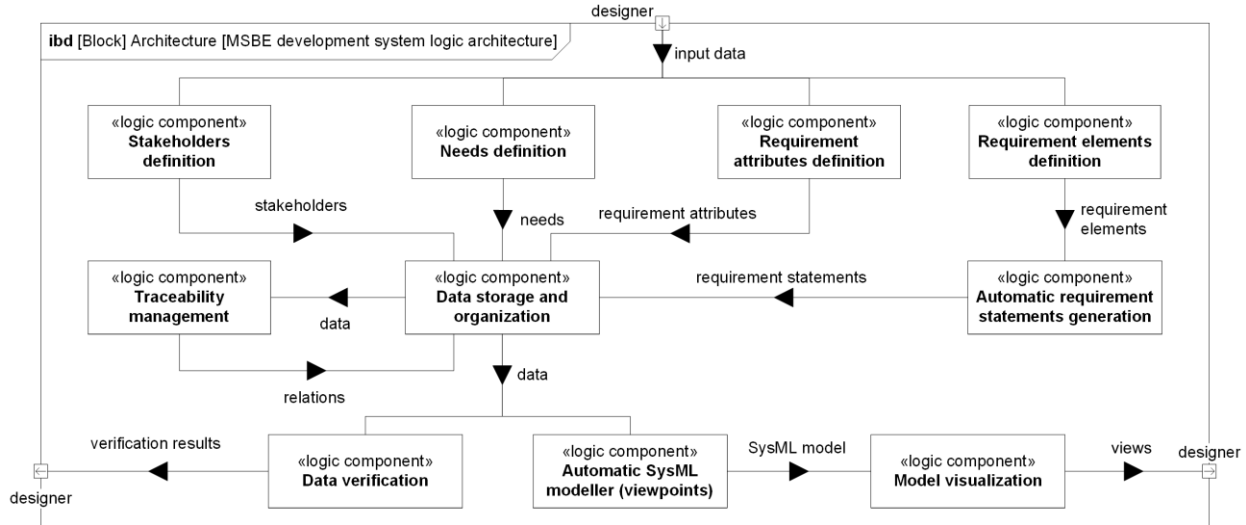 designer
ibd [Block] Architecture [MSBE development system logic architecture]
input data
«logic component»
Stakeholders
definition
«logic component»
Needs definition
«logic component»
Requirement
attributes definition
«logic component»
Requirement elements
definition
stakeholders
needs
requirement attributes
requirement
elements
«logic component»
Traceability
management
data
«logic component»
Data storage and
organization
requirement statements
«logic component»
Automatic requirement
statements generation
relations
data
verification results
designer
«logic component»
Data verification
«logic component»
Automatic SysML
modeller (viewpoints)
SysML model
«logic component»
Model visualization
views
designer